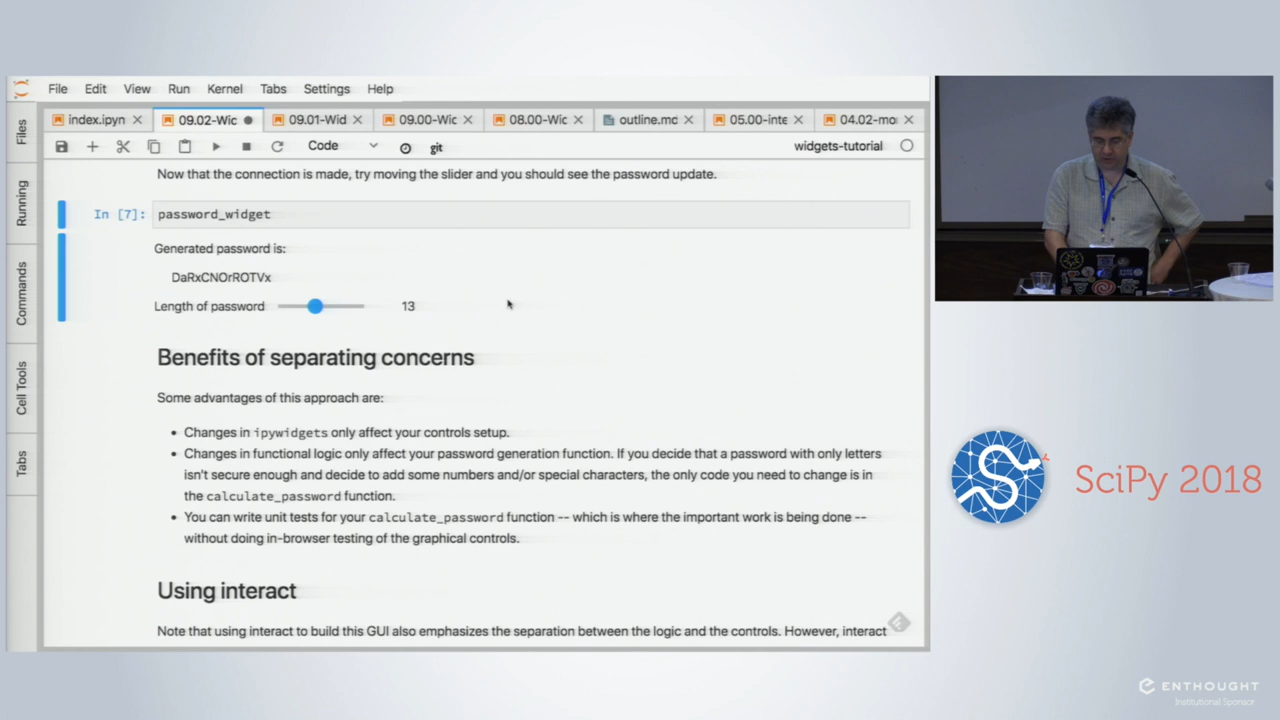 File Edit View Run Kernel Tabs Settings Help
index.ipyn 09.02-Wic 09.01-Wid 09.00-Wic 08.00-Wic outline.mc 05.00-inte 04.02-mo
Code git widgets-tutorial
Files
Running
Commands
Cell Tools
Tabs
Now that the connection is made, try moving the slider and you should see the password update.
In [7]: password_widget
Generated password is:
DaRxCNOrROTVx
Length of password 13
Benefits of separating concerns
Some advantages of this approach are:
• Changes in ipywidgets only affect your controls setup.
• Changes in functional logic only affect your password generation function. If you decide that a password with only letters
isn't secure enough and decide to add some numbers and/or special characters, the only code you need to change is in
the calculate_password function.
• You can write unit tests for your calculate_password function -- which is where the important work is being done --
without doing in-browser testing of the graphical controls.
Using interact
Note that using interact to build this GUI also emphasizes the separation between the logic and the controls. However, interact
SciPy 2018
ENTHOUGHT
Institutional Sponsor